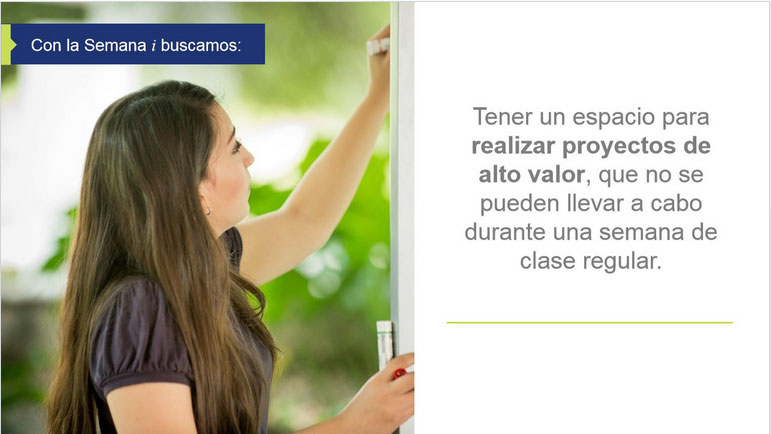 Con la Semana i buscamos:
Tener un espacio para
realizar proyectos de
alto valor, que no se
pueden llevar a cabo
durante una semana de
clase regular.